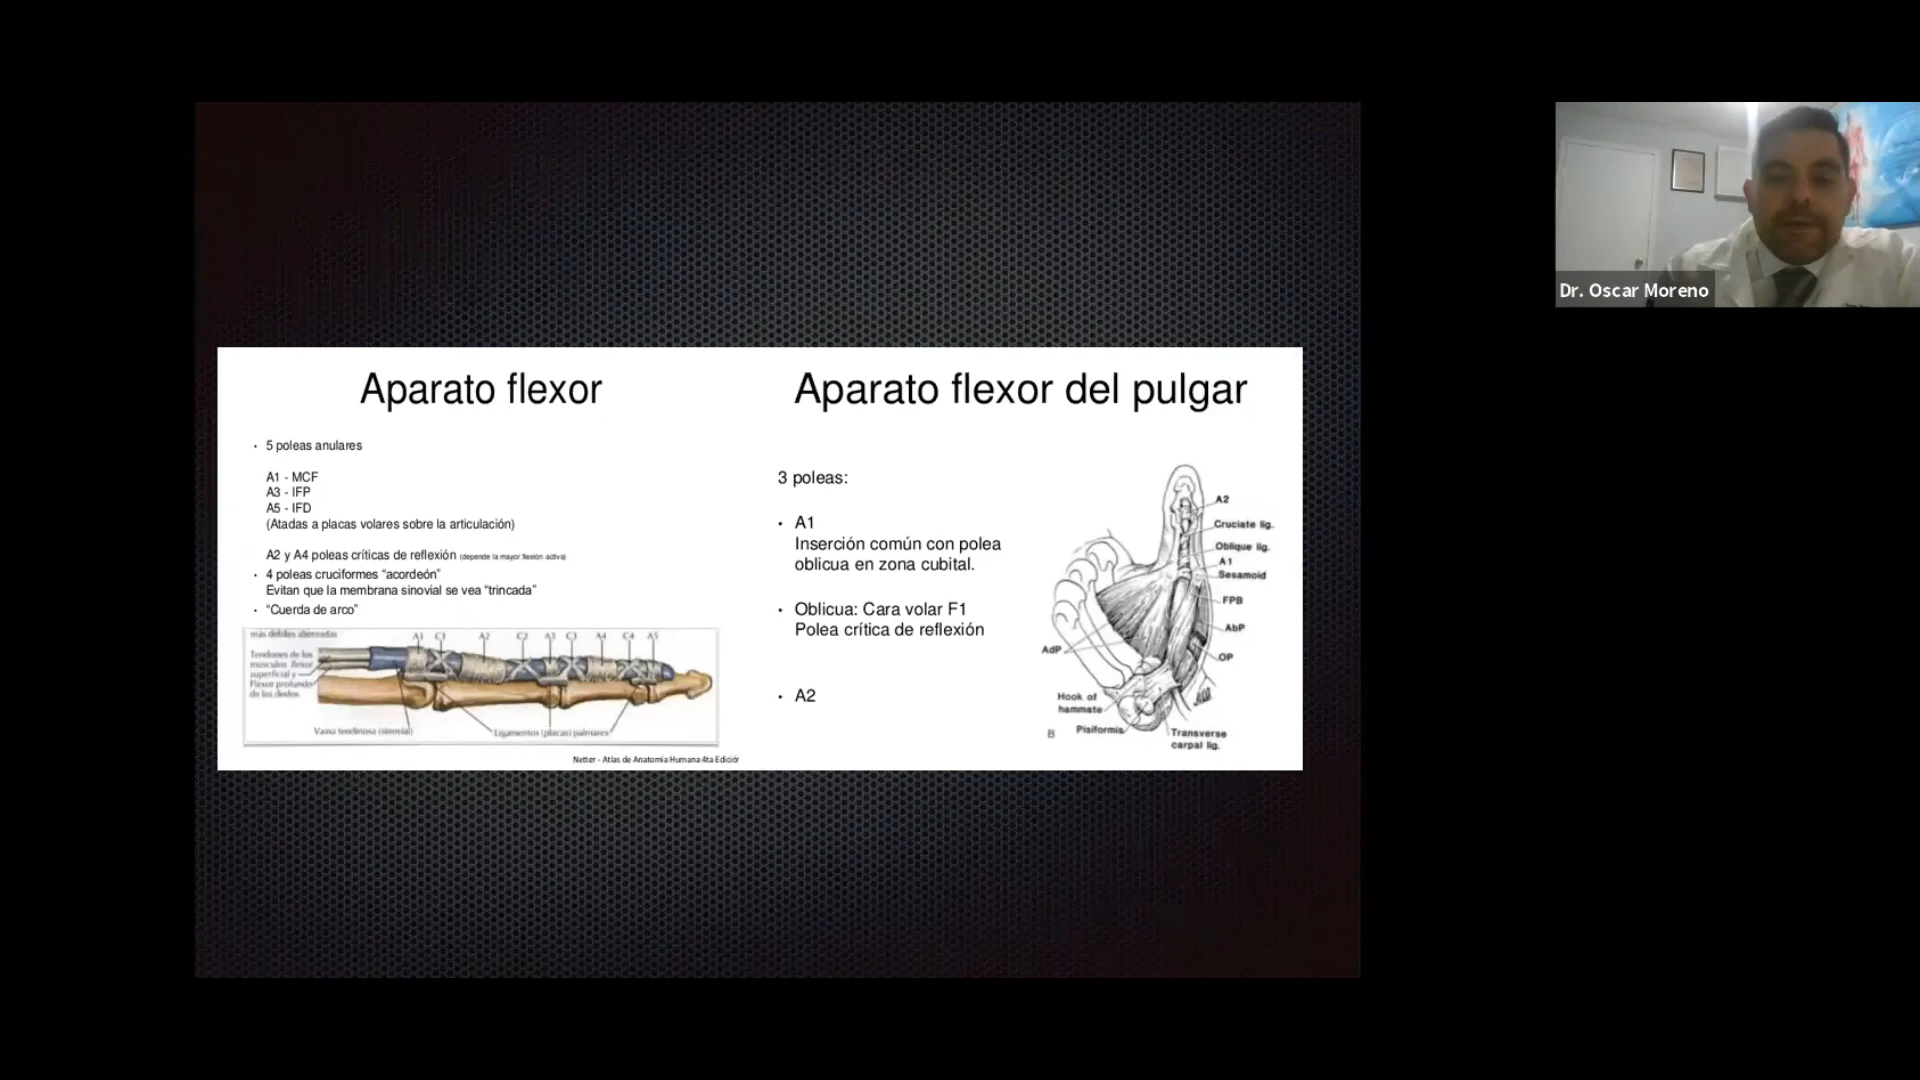 Aparato flexor
• 5 poleas anulares
A1 - MCF
A3 - IFP
A5 - IFD
(Atadas a placas volares sobre la articulación)
A2 y A4 poleas críticas de reflexión (depende la mayor flexión activa)
• 4 poleas cruciformes “acordeón”
Evitan que la membrana sinovial se vea “trincada”
• “Cuerda de arco”
más débiles alternadas
A1 C1 A2 C2 A3 C3 A4 C4 A5
Tendones de los
músculos flexor
superficial y
Flexor profundo
de los dedos
Vaina tendinosa (sinovial)
Ligamentos (placas) palmares
Netter - Atlas de Anatomía Humana 4ta Edición
Aparato flexor del pulgar
3 poleas:
• A1
Inserción común con polea
oblicua en zona cubital.
• Oblicua: Cara volar F1
Polea crítica de reflexión
• A2
A2
Cruciate lig.
Oblique lig.
A1
Sesamoid
FPB
AbP
OP
AdP
Hook of
hammate
Pisiformis
Transverse
carpal lig.
B
Dr. Oscar Moreno